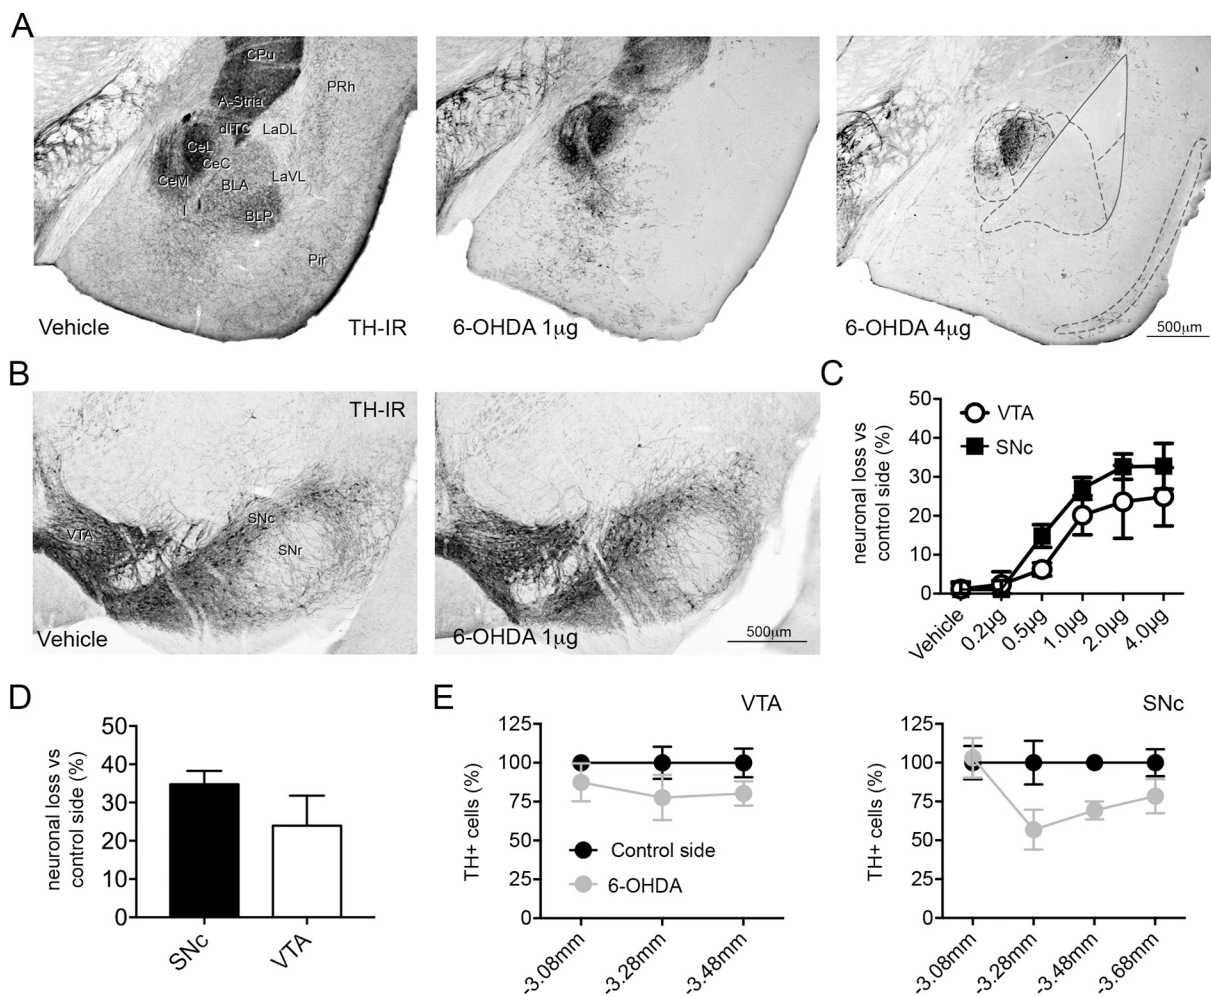 A
CPu
PRh
A-Stria
dITC
LaDL
CeL
CeC
CeM
BLA
LaVL
I
BLP
Pir
Vehicle
TH-IR
6-OHDA 1µg
6-OHDA 4µg
500µm
B
TH-IR
VTA
SNc
SNr
Vehicle
6-OHDA 1µg
500µm
C
neuronal loss vs
control side (%)
50
40
30
20
10
0
VTA
SNc
Vehicle
0.2µg
0.5µg
1.0µg
2.0µg
4.0µg
D
neuronal loss vs
control side (%)
50
40
30
20
10
0
SNc
VTA
E
VTA
TH+ cells (%)
125
100
75
50
25
0
Control side
6-OHDA
-3.08mm
-3.28mm
-3.48mm
SNc
TH+ cells (%)
125
100
75
50
25
0
-3.08mm
-3.28mm
-3.48mm
-3.68mm